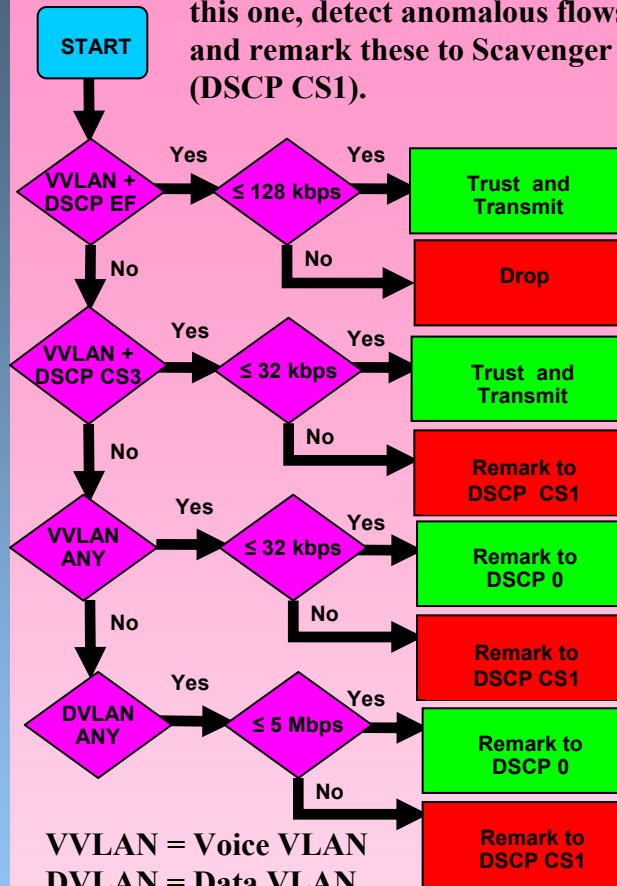 this one, detect anomalous flows
and remark these to Scavenger
(DSCP CS1).
START
VVLAN +
DSCP EF
Yes
≤ 128 kbps
Yes
Trust and
Transmit
No
No
Drop
VVLAN +
DSCP CS3
Yes
≤ 32 kbps
Yes
Trust and
Transmit
No
No
Remark to
DSCP CS1
VVLAN
ANY
Yes
≤ 32 kbps
Yes
Remark to
DSCP 0
No
No
Remark to
DSCP CS1
DVLAN
ANY
Yes
≤ 5 Mbps
Yes
Remark to
DSCP 0
No
Remark to
DSCP CS1
VVLAN = Voice VLAN
DVLAN = Data VLAN